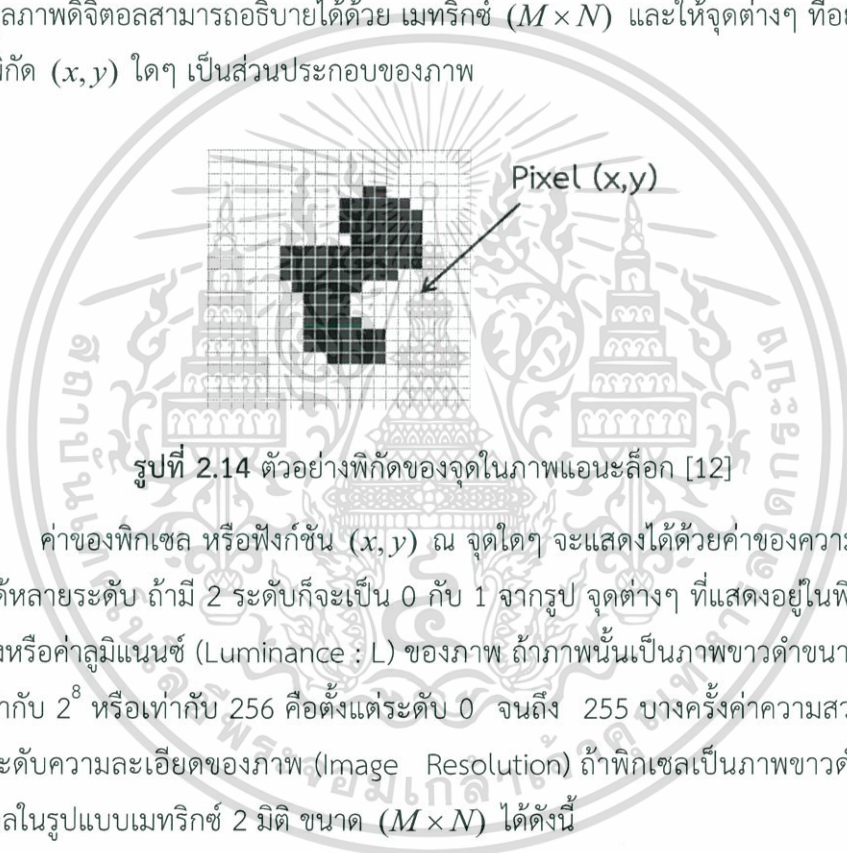 ลภาพดิจิตอลสามารถอธิบายได้ด้วย เมทริกซ์ (M × N) และให้จุดต่างๆ ที่อย
กัด (x, y) ใดๆ เป็นส่วนประกอบของภาพ
Pixel (x,y)
รูปที่ 2.14 ตัวอย่างพิกัดของจุดในภาพแอนะล็อก [12]
ค่าของพิกเซล หรือฟังก์ชัน (x, y) ณ จุดใดๆ จะแสดงได้ด้วยค่าของความ
ด้หลายระดับ ถ้ามี 2 ระดับก็จะเป็น 0 กับ 1 จากรูป จุดต่างๆ ที่แสดงอยู่ในพิ
งหรือค่าลูมิแนนซ์ (Luminance : L) ของภาพ ถ้าภาพนั้นเป็นภาพขาวดำขนา
ากับ 2⁸ หรือเท่ากับ 256 คือตั้งแต่ระดับ 0 จนถึง 255 บางครั้งค่าความสว
ะดับความละเอียดของภาพ (Image Resolution) ถ้าพิกเซลเป็นภาพขาวดั
ลในรูปแบบเมทริกซ์ 2 มิติ ขนาด (M × N) ได้ดังนี้